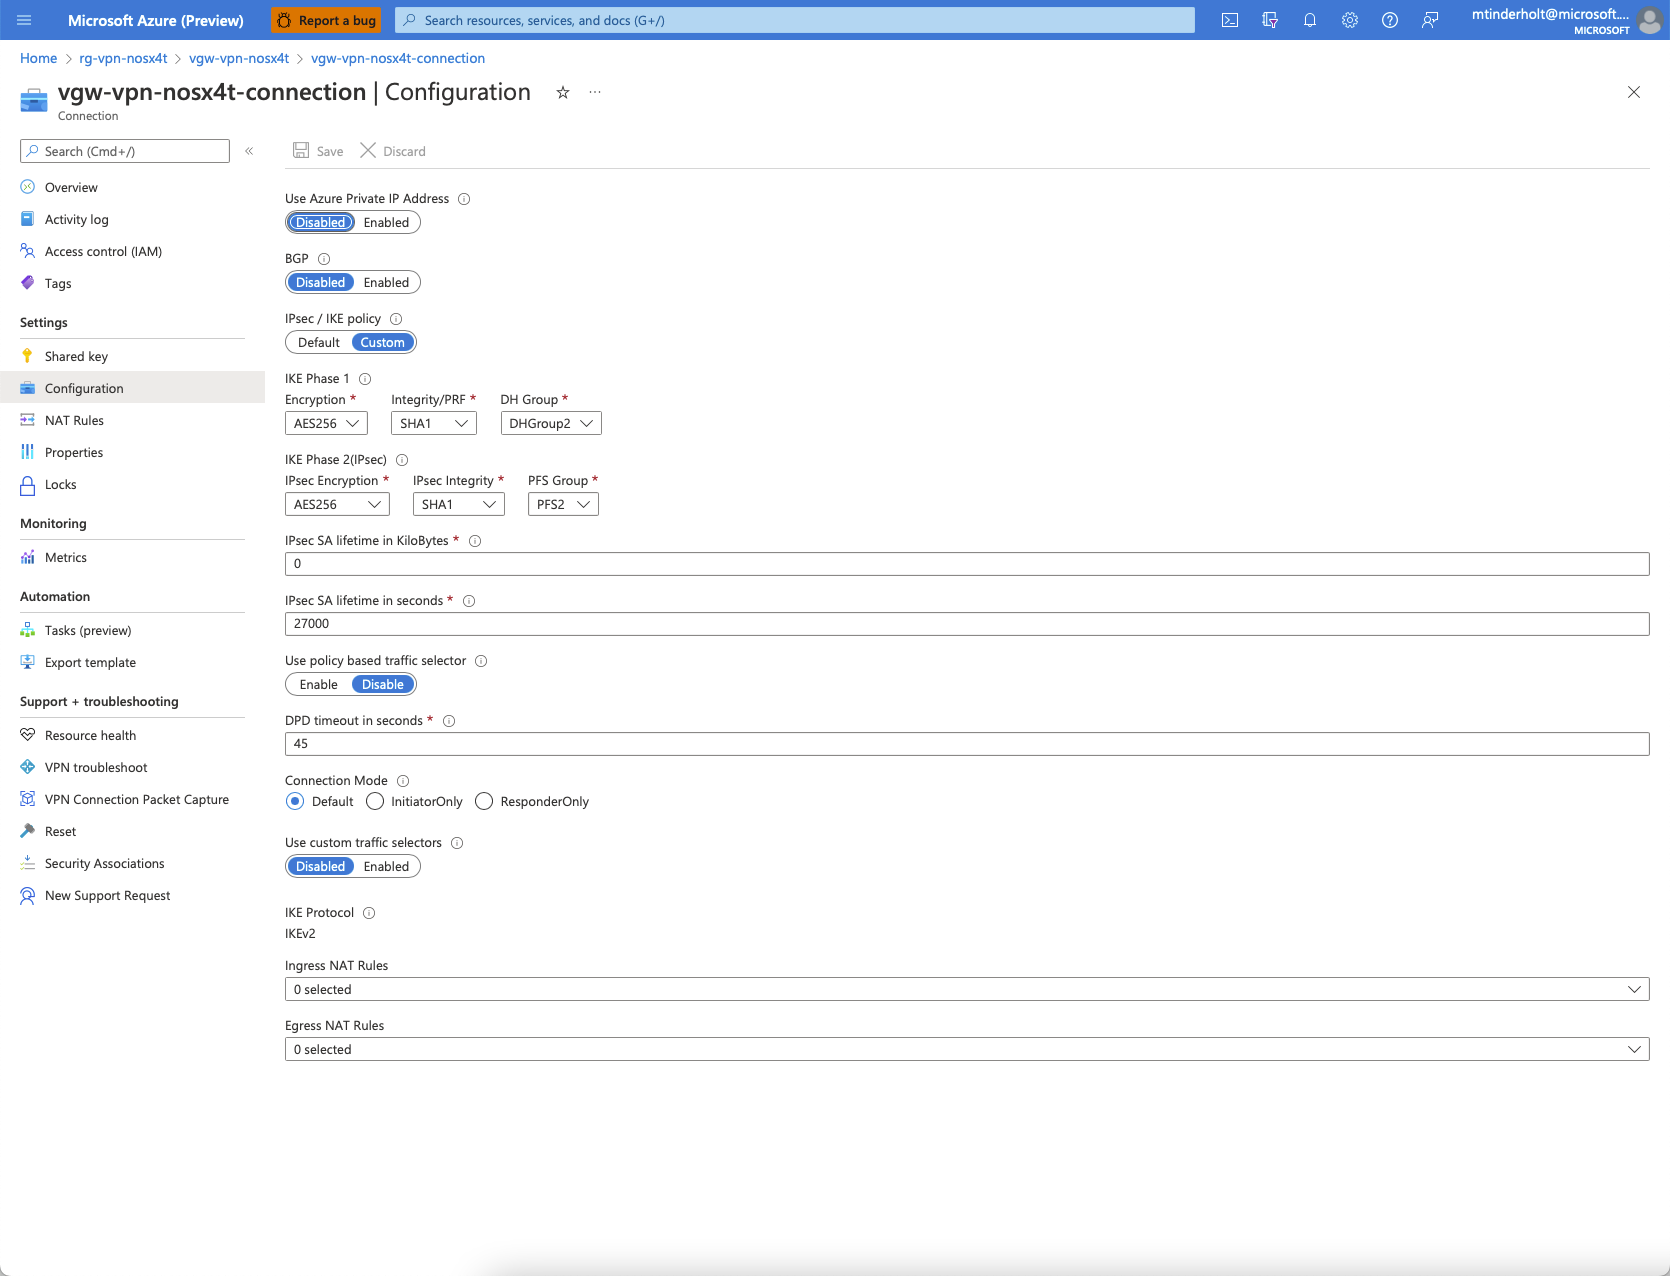 Microsoft Azure (Preview)
Report a bug
Search resources, services, and docs (G+/)
mtinderholt@microsoft....
MICROSOFT
Home > rg-vpn-nosx4t > vgw-vpn-nosx4t > vgw-vpn-nosx4t-connection
vgw-vpn-nosx4t-connection | Configuration
Connection
Search (Cmd+/)
Overview
Activity log
Access control (IAM)
Tags
Settings
Shared key
Configuration
NAT Rules
Properties
Locks
Monitoring
Metrics
Automation
Tasks (preview)
Export template
Support + troubleshooting
Resource health
VPN troubleshoot
VPN Connection Packet Capture
Reset
Security Associations
New Support Request
Save Discard
Use Azure Private IP Address
Disabled Enabled
BGP
Disabled Enabled
IPsec / IKE policy
Default Custom
IKE Phase 1
Encryption * Integrity/PRF * DH Group *
AES256 SHA1 DHGroup2
IKE Phase 2(IPsec)
IPsec Encryption * IPsec Integrity * PFS Group *
AES256 SHA1 PFS2
IPsec SA lifetime in KiloBytes *
0
IPsec SA lifetime in seconds *
27000
Use policy based traffic selector
Enable Disable
DPD timeout in seconds *
45
Connection Mode
Default InitiatorOnly ResponderOnly
Use custom traffic selectors
Disabled Enabled
IKE Protocol
IKEv2
Ingress NAT Rules
0 selected
Egress NAT Rules
0 selected